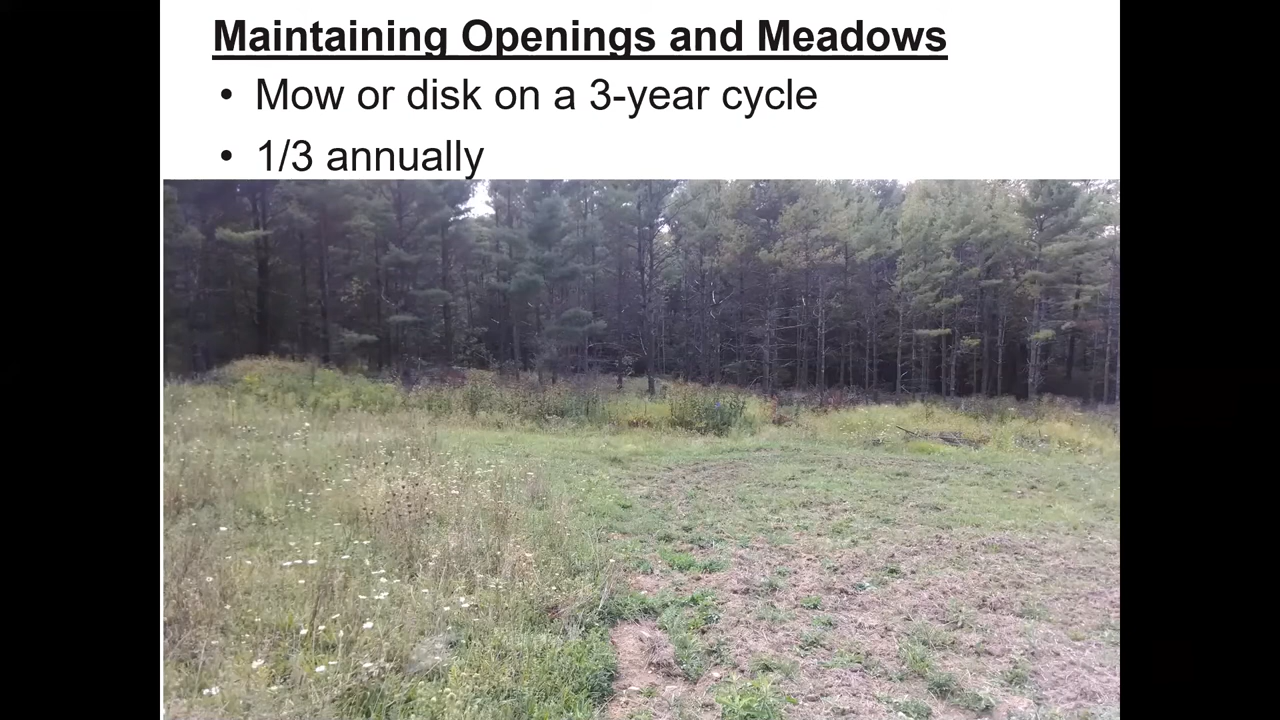 Maintaining Openings and Meadows
• Mow or disk on a 3-year cycle
• 1/3 annually